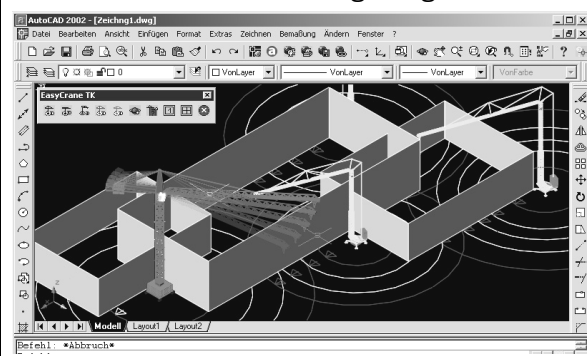 AutoCAD 2002 - [Zeichng1.dwg]
Datei Bearbeiten Ansicht Einfügen Format Extras Zeichnen Bemaßung Ändern Fenster ?
0 VonLayer VonLayer VonLayer VonFarbe
EasyCrane TK
Modell Layout1 Layout2
Befehl: *Abbruch*